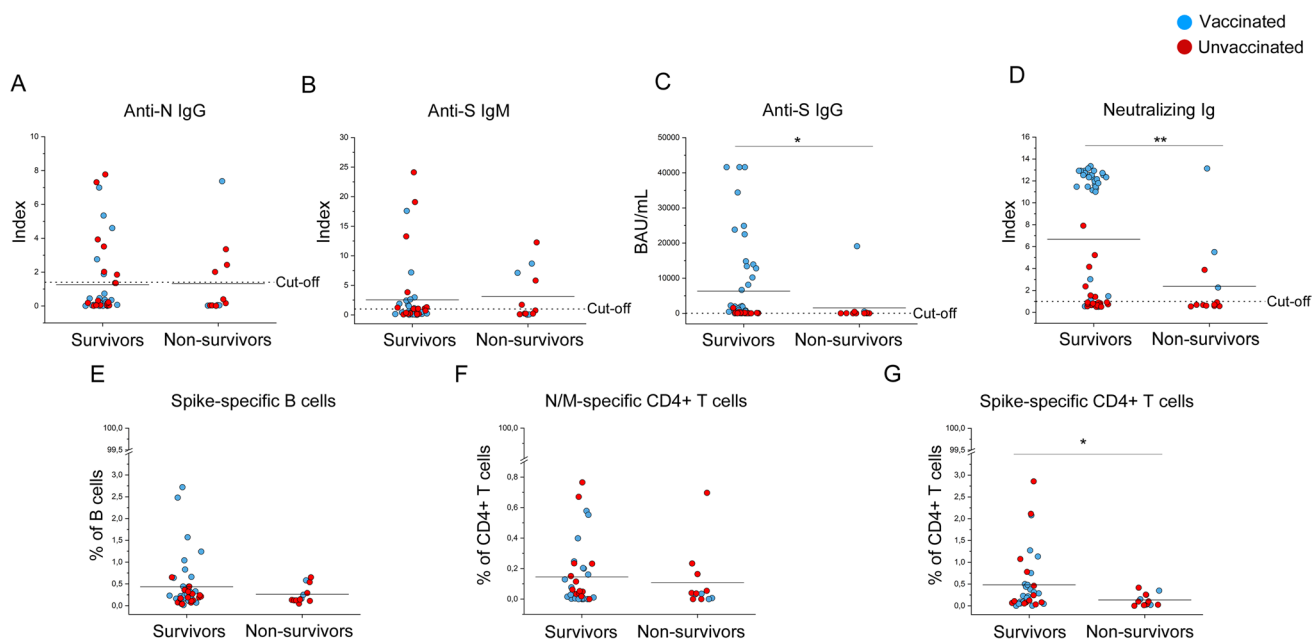 Vaccinated
Unvaccinated
A
Anti-N IgG
10
8
6
4
2
0
Index
Cut-off
Survivors Non-survivors
B
Anti-S IgM
30
25
20
15
10
5
0
Index
Cut-off
Survivors Non-survivors
C
Anti-S IgG
*
50000
40000
30000
20000
10000
0
BAU/mL
Cut-off
Survivors Non-survivors
D
Neutralizing Ig
**
16
14
12
10
8
6
4
2
0
Index
Cut-off
Survivors Non-survivors
E
Spike-specific B cells
100,0
99,5
3,0
2,5
2,0
1,5
1,0
0,5
0,0
% of B cells
Survivors Non-survivors
F
N/M-specific CD4+ T cells
100,0
0,8
0,6
0,4
0,2
0,0
% of CD4+ T cells
Survivors Non-survivors
G
Spike-specific CD4+ T cells
*
100,0
99,5
3,0
2,5
2,0
1,5
1,0
0,5
0,0
% of CD4+ T cells
Survivors Non-survivors